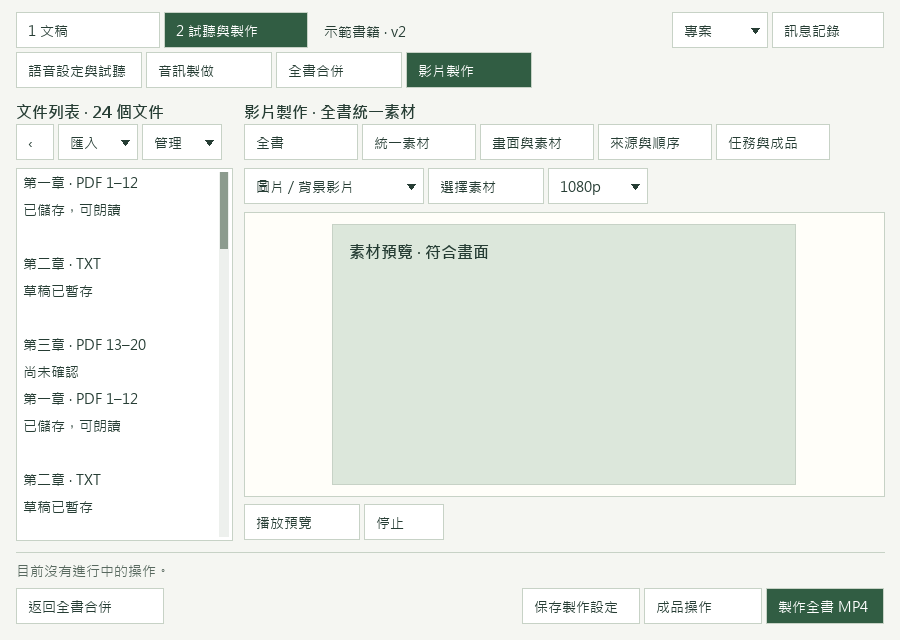 1 文稿
2 試聽與製作
示範書籍 · v2
專案
訊息記錄
語音設定與試聽
音訊製做
全書合併
影片製作
文件列表 · 24 個文件
影片製作 · 全書統一素材
‹
匯入
管理
全書
統一素材
畫面與素材
來源與順序
任務與成品
圖片 / 背景影片
選擇素材
1080p
第一章 · PDF 1–12
已儲存，可朗讀
第二章 · TXT
草稿已暫存
第三章 · PDF 13–20
尚未確認
第一章 · PDF 1–12
已儲存，可朗讀
第二章 · TXT
草稿已暫存
素材預覽 · 符合畫面
播放預覽
停止
目前沒有進行中的操作。
返回全書合併
保存製作設定
成品操作
製作全書 MP4